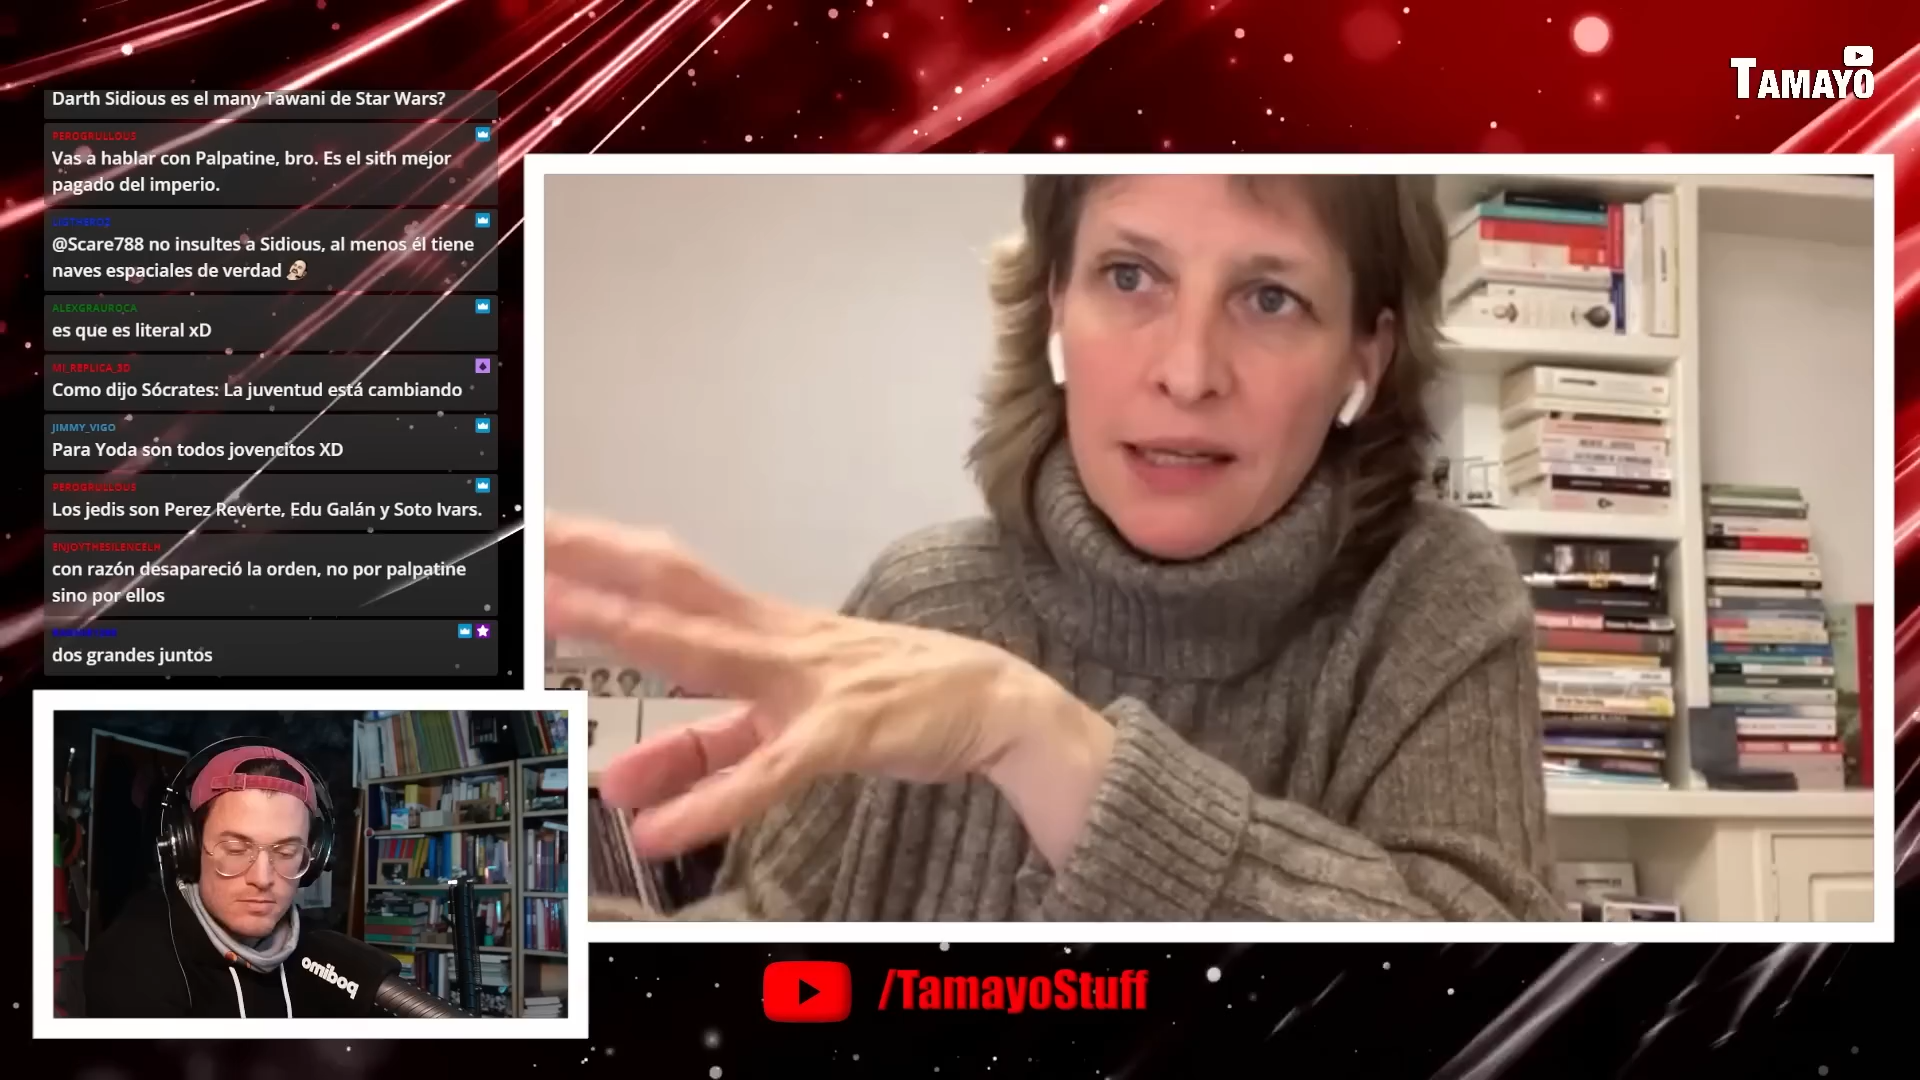 Darth Sidious es el many Tawani de Star Wars?
PEROGRULLOUS
Vas a hablar con Palpatine, bro. Es el sith mejor
pagado del imperio.
LIGTHER02
@Scare788 no insultes a Sidious, al menos él tiene
naves espaciales de verdad
ALEXGRAUROCA
es que es literal xD
MI_REPLICA_3D
Como dijo Sócrates: La juventud está cambiando
JIMMY_VIGO
Para Yoda son todos jovencitos XD
PEROGRULLOUS
Los jedis son Perez Reverte, Edu Galán y Soto Ivars.
ENJOYTHESILENCELH
con razón desapareció la orden, no por palpatine
sino por ellos
dos grandes juntos
TAMAYO
podimo
/TamayoStuff